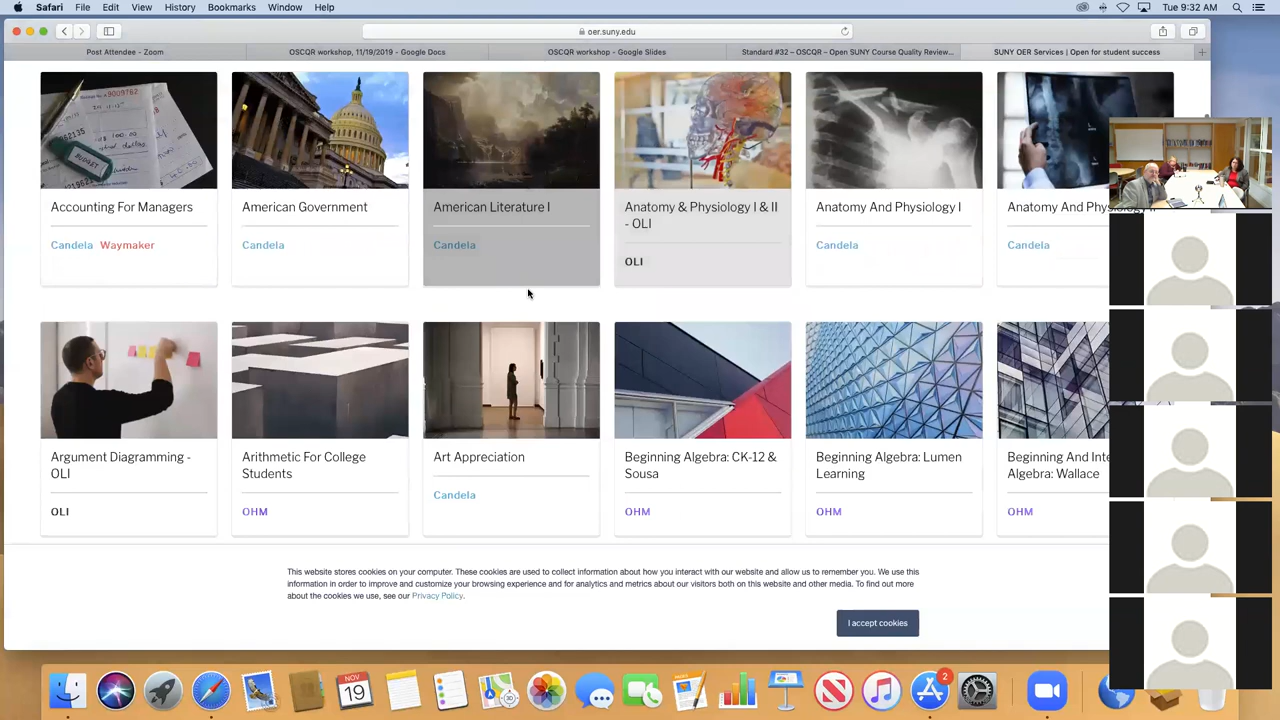 Safari File Edit View History Bookmarks Window Help Tue 9:32 AM
oer.suny.edu
Post Attendee - Zoom
OSCQR workshop, 11/19/2019 - Google Docs
OSCQR workshop - Google Slides
Standard #32 – OSCQR – Open SUNY Course Quality Review...
SUNY OER Services | Open for student success
BUDGET
Accounting For Managers
Candela Waymaker
American Government
Candela
American Literature I
Candela
Anatomy & Physiology I & II
- OLI
OLI
Anatomy And Physiology I
Candela
Anatomy And Physiology II
Candela
Argument Diagramming -
OLI
OLI
Arithmetic For College
Students
OHM
Art Appreciation
Candela
Beginning Algebra: CK-12 &
Sousa
OHM
Beginning Algebra: Lumen
Learning
OHM
Beginning And Inte
Algebra: Wallace
OHM
This website stores cookies on your computer. These cookies are used to collect information about how you interact with our website and allow us to remember you. We use this
information in order to improve and customize your browsing experience and for analytics and metrics about our visitors both on this website and other media. To find out more
about the cookies we use, see our Privacy Policy.
I accept cookies
NOV
19
2